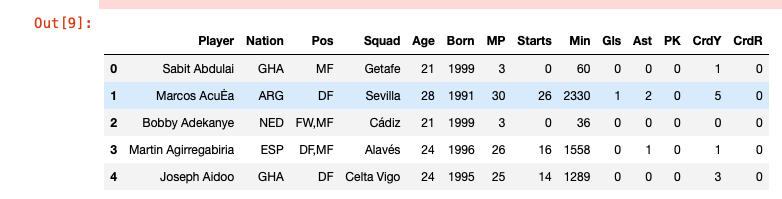 Out[9]:
Player Nation Pos Squad Age Born MP Starts Min Gls Ast PK CrdY CrdR
0 Sabit Abdulai GHA MF Getafe 21 1999 3 0 60 0 0 0 1 0
1 Marcos AcuÉa ARG DF Sevilla 28 1991 30 26 2330 1 2 0 5 0
2 Bobby Adekanye NED FW,MF Cádiz 21 1999 3 0 36 0 0 0 0 0
3 Martin Agirregabiria ESP DF,MF Alavés 24 1996 26 16 1558 0 1 0 1 0
4 Joseph Aidoo GHA DF Celta Vigo 24 1995 25 14 1289 0 0 0 3 0